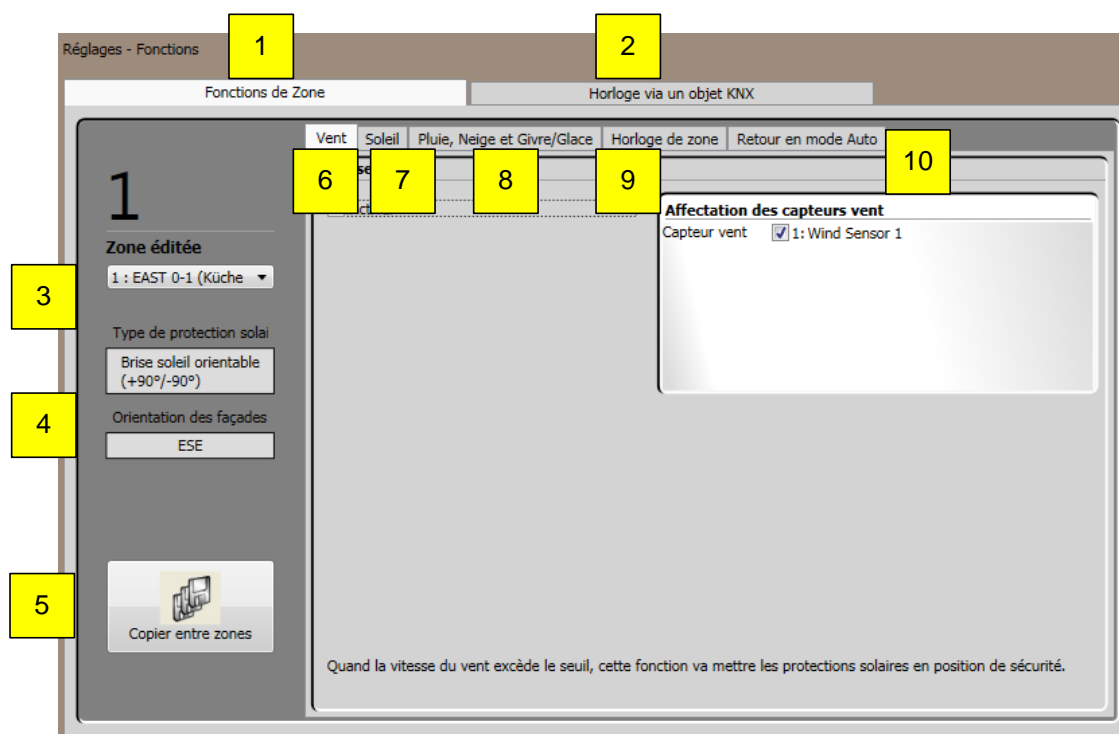 1
2
Réglages - Fonctions
Fonctions de Zone
Horloge via un objet KNX
Vent
Soleil
Pluie, Neige et Givre/Glace
Horloge de zone
Retour en mode Auto
6
7
8
9
10
1
Zone éditée
1 : EAST 0-1 (Küche
3
Type de protection solai
Brise soleil orientable
(+90°/-90°)
4
Orientation des façades
ESE
5
Copier entre zones
Affectation des capteurs vent
Capteur vent
1: Wind Sensor 1
Quand la vitesse du vent excède le seuil, cette fonction va mettre les protections solaires en position de sécurité.